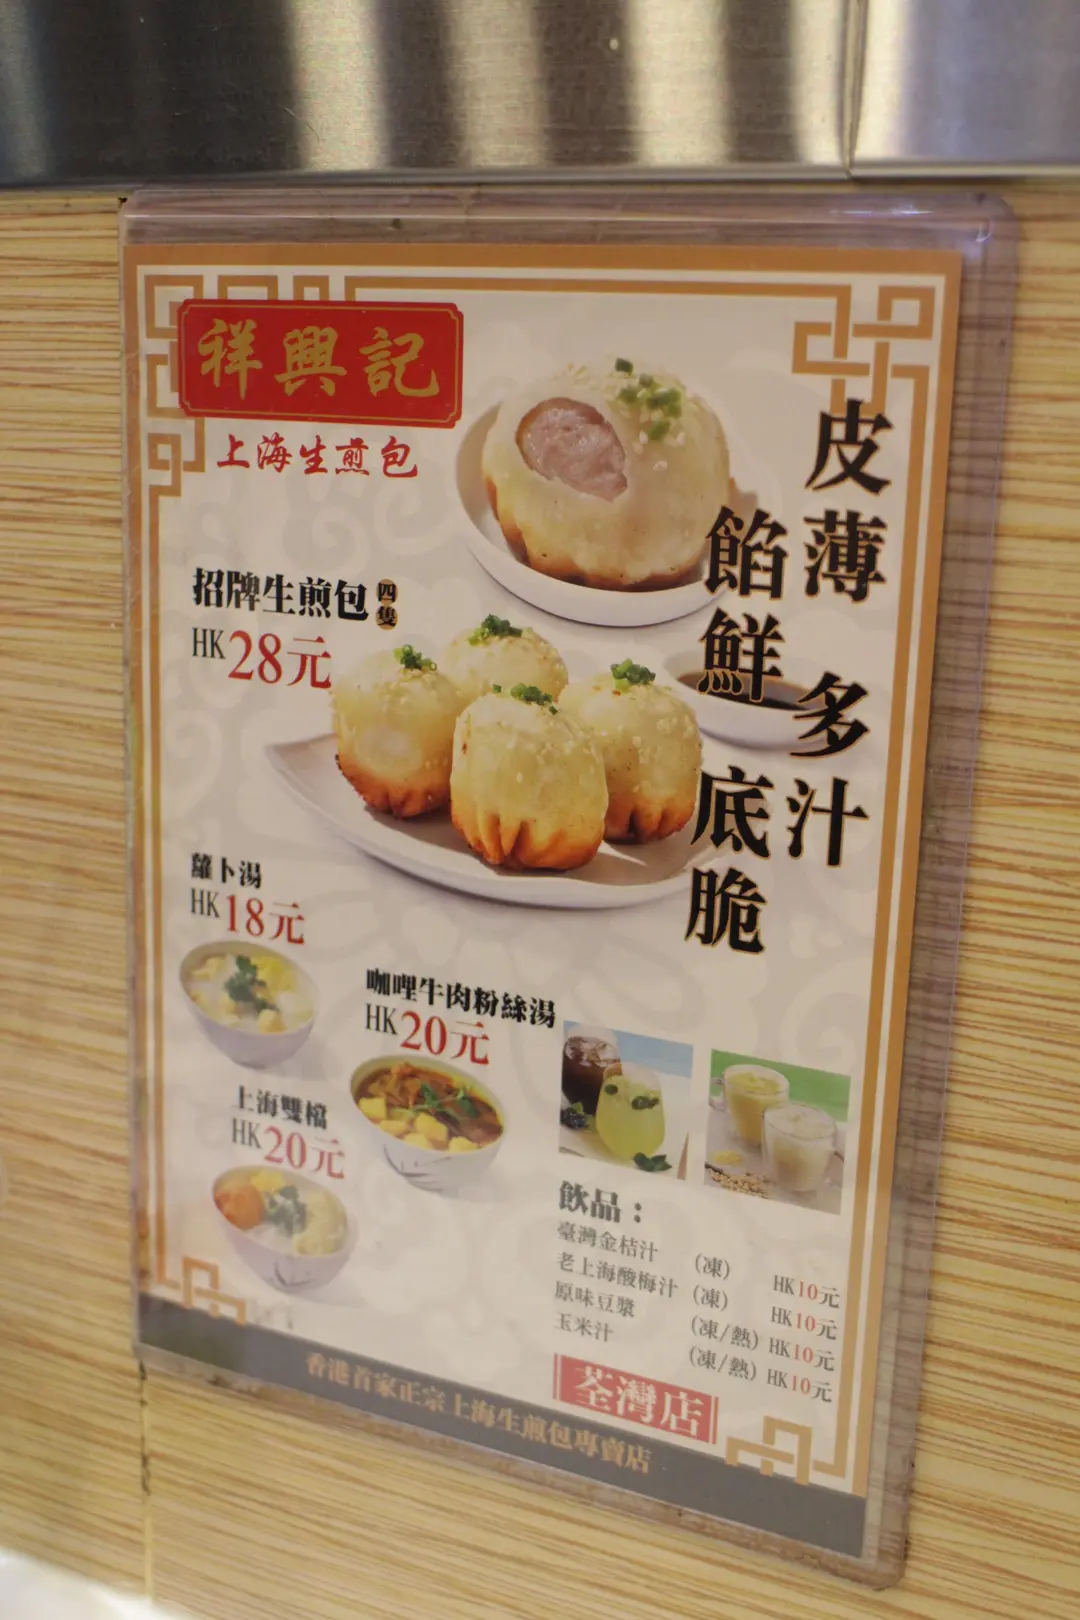 祥興記
上海生煎包
皮薄多汁
餡鮮底脆
招牌生煎包 四隻
HK28元
蘿卜湯
HK18元
咖哩牛肉粉絲湯
HK20元
上海雙檔
HK20元
飲品：
臺灣金桔汁 (凍) HK10元
老上海酸梅汁 (凍) HK10元
原味豆漿 (凍/熱) HK10元
玉米汁 (凍/熱) HK10元
荃灣店
香港首家正宗上海生煎包專賣店